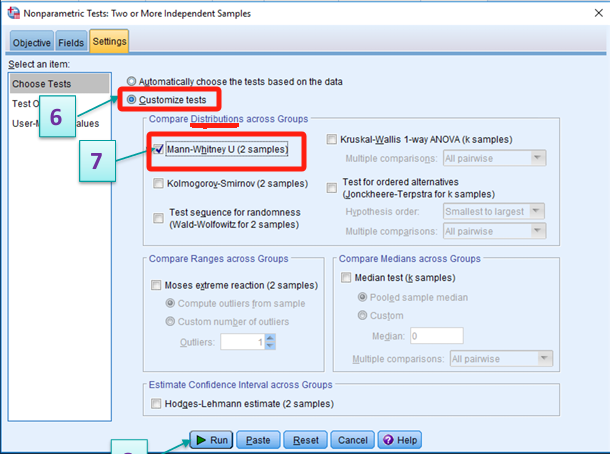 Nonparametric Tests: Two or More Independent Samples
Objective Fields Settings
Select an item:
Choose Tests
Test O
User-M alues
6
7
Automatically choose the tests based on the data
Customize tests
Compare Distributions across Groups
Mann-Whitney U (2 samples)
Kolmogorov-Smirnov (2 samples)
Test sequence for randomness
(Wald-Wolfowitz for 2 samples)
Kruskal-Wallis 1-way ANOVA (k samples)
Multiple comparisons: All pairwise
Test for ordered alternatives
(Jonckheere-Terpstra for k samples)
Hypothesis order: Smallest to largest
Multiple comparisons: All pairwise
Compare Ranges across Groups
Moses extreme reaction (2 samples)
Compute outliers from sample
Custom number of outliers
Outliers: 1
Compare Medians across Groups
Median test (k samples)
Pooled sample median
Custom
Median: 0
Multiple comparisons: All pairwise
Estimate Confidence Interval across Groups
Hodges-Lehmann estimate (2 samples)
Run Paste Reset Cancel Help